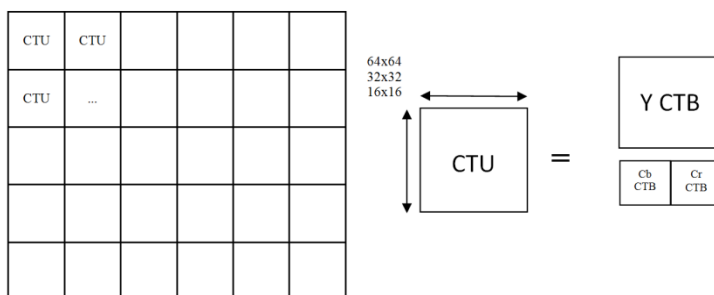 CTU CTU
CTU ...
64x64
32x32
16x16
CTU
=
Y CTB
Cb Cr
CTB CTB